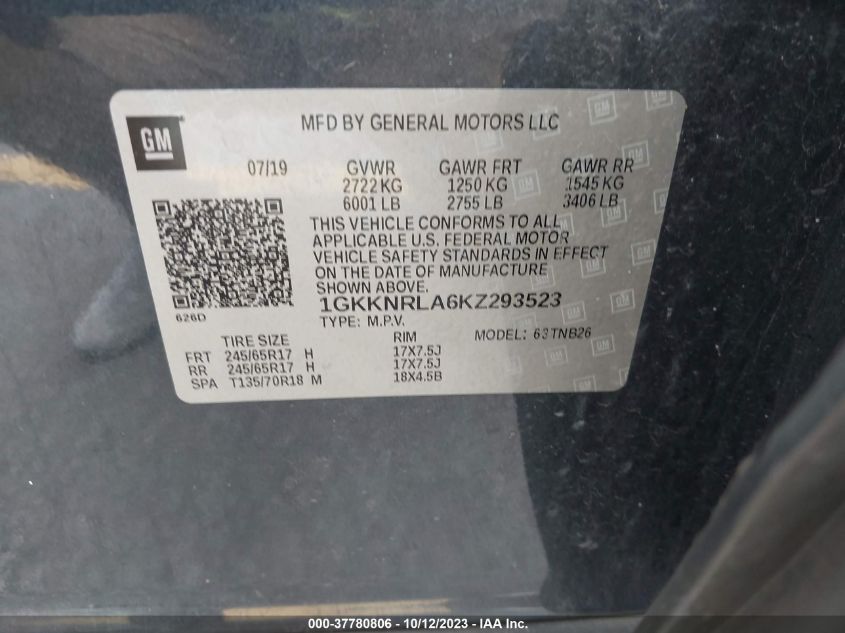 GM
MFD BY GENERAL MOTORS LLC
07/19 GVWR GAWR FRT GAWR RR
2722 KG 1250 KG 1545 KG
6001 LB 2755 LB 3406 LB
THIS VEHICLE CONFORMS TO ALL
APPLICABLE U.S. FEDERAL MOTOR
VEHICLE SAFETY STANDARDS IN EFFECT
ON THE DATE OF MANUFACTURE
SHOWN ABOVE.
626D
1GKKNRLA6KZ293523
TYPE: M.P.V. MODEL: 63TNB26
TIRE SIZE RIM
FRT 245/65R17 H 17X7.5J
RR 245/65R17 H 17X7.5J
SPA T135/70R18 M 18X4.5B
000-37780806 - 10/12/2023 - IAA Inc.